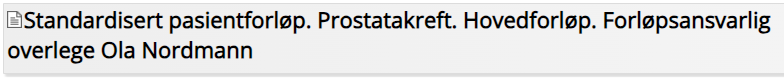 Standardisert pasientforløp. Prostatakreft. Hovedforløp. Forløpsansvarlig
overlege Ola Nordmann